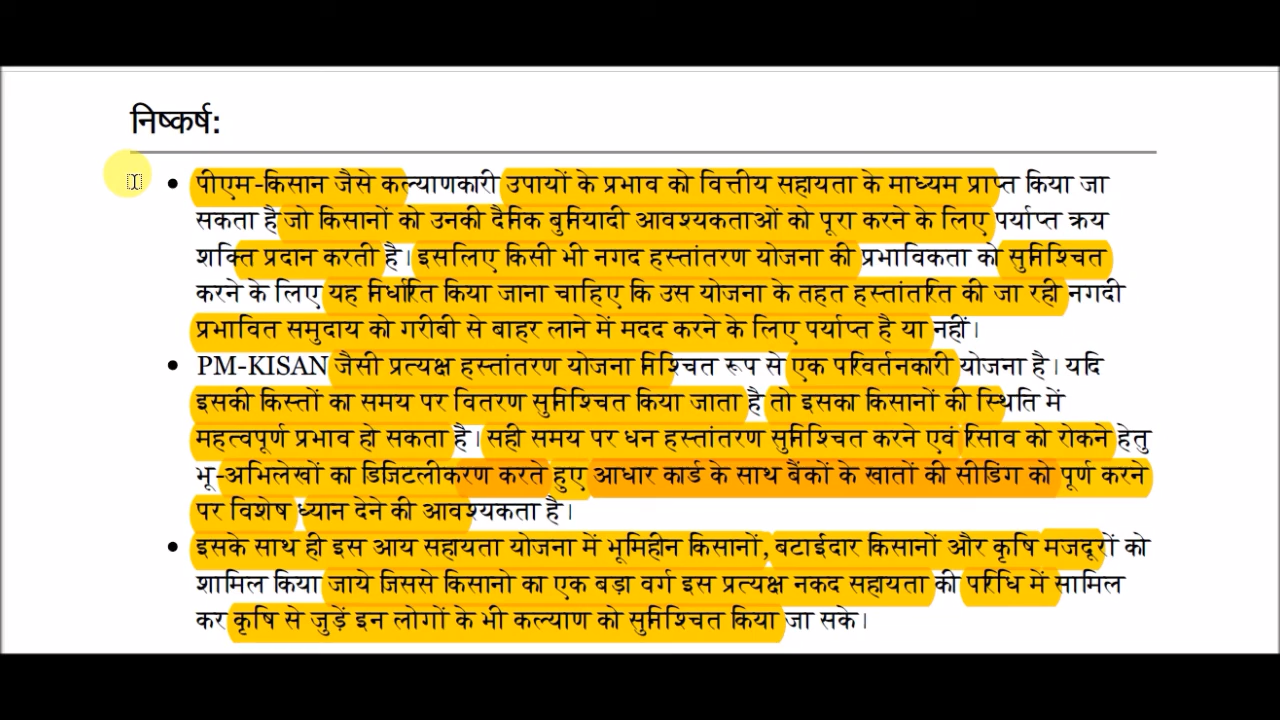 निष्कर्ष:
• पीएम-किसान जैसे कल्याणकारी उपायों के प्रभाव को वित्तीय सहायता के माध्यम प्राप्त किया जा
सकता है जो किसानों को उनकी दैनिक बुनियादी आवश्यकताओं को पूरा करने के लिए पर्याप्त क्रय
शक्ति प्रदान करती है। इसलिए किसी भी नगद हस्तांतरण योजना की प्रभाविकता को सुनिश्चित
करने के लिए यह निर्धारित किया जाना चाहिए कि उस योजना के तहत हस्तांतरित की जा रही नगदी
प्रभावित समुदाय को गरीबी से बाहर लाने में मदद करने के लिए पर्याप्त है या नहीं।
• PM-KISAN जैसी प्रत्यक्ष हस्तांतरण योजना निश्चित रूप से एक परिवर्तनकारी योजना है। यदि
इसकी किस्तों का समय पर वितरण सुनिश्चित किया जाता है तो इसका किसानों की स्थिति में
महत्वपूर्ण प्रभाव हो सकता है। सही समय पर धन हस्तांतरण सुनिश्चित करने एवं रिसाव को रोकने हेतु
भू-अभिलेखों का डिजिटलीकरण करते हुए आधार कार्ड के साथ बैंकों के खातों की सीडिंग को पूर्ण करने
पर विशेष ध्यान देने की आवश्यकता है।
• इसके साथ ही इस आय सहायता योजना में भूमिहीन किसानों, बटाईदार किसानों और कृषि मजदूरों को
शामिल किया जाये जिससे किसानो का एक बड़ा वर्ग इस प्रत्यक्ष नकद सहायता की परिधि में सामिल
कर कृषि से जुड़ें इन लोगों के भी कल्याण को सुनिश्चित किया जा सके।